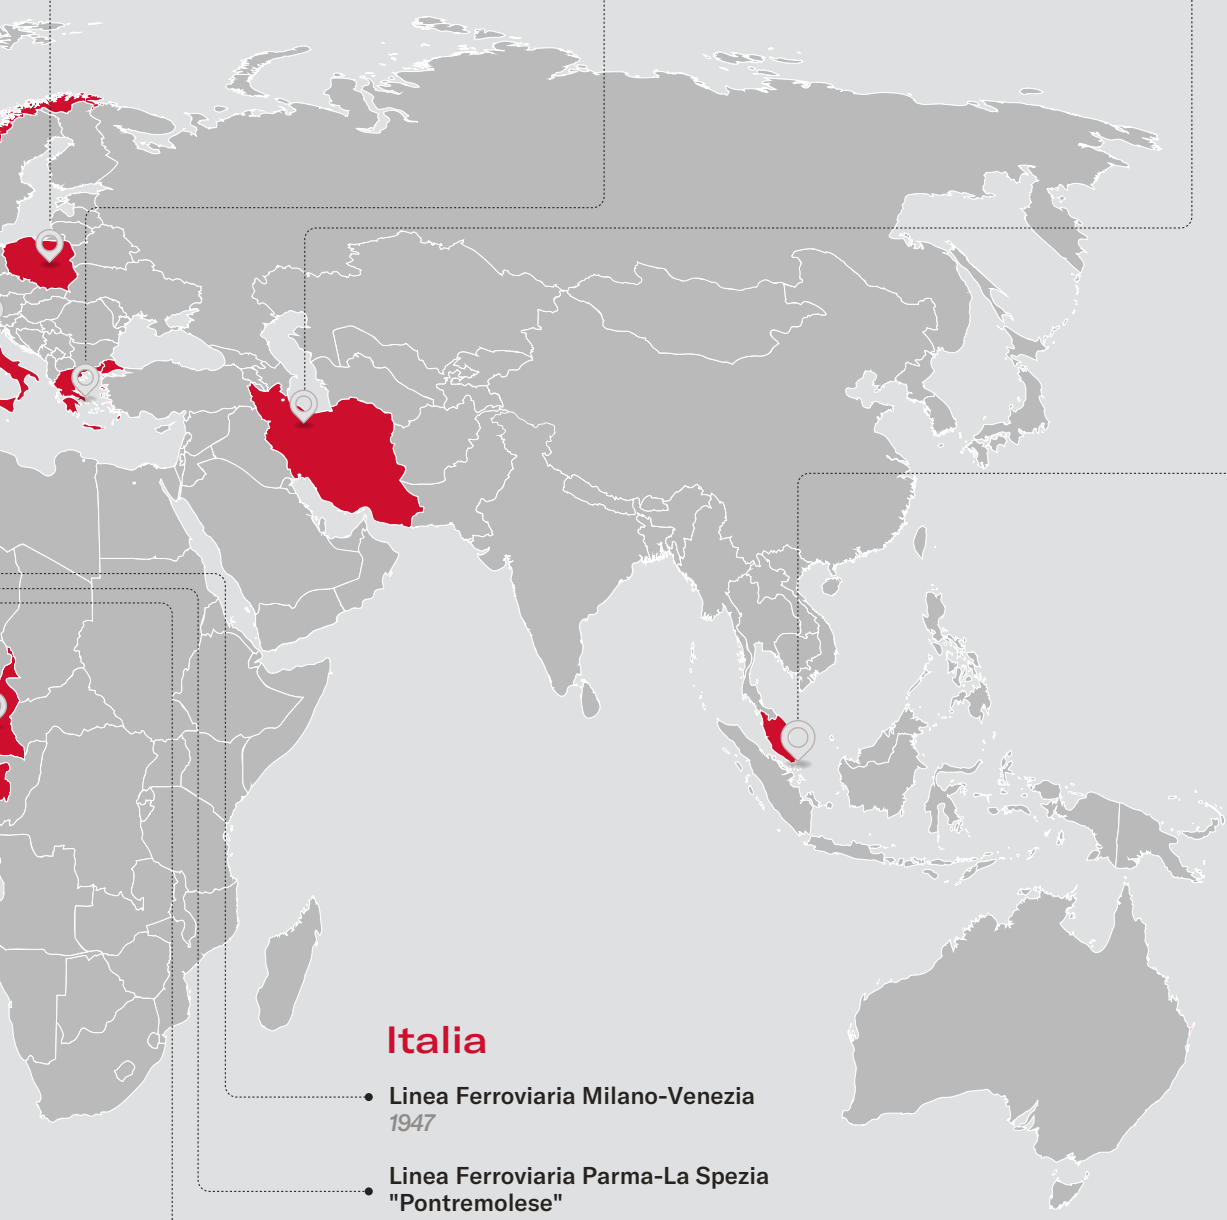 Italia
Linea Ferroviaria Milano-Venezia
1947
Linea Ferroviaria Parma-La Spezia
"Pontremolese"